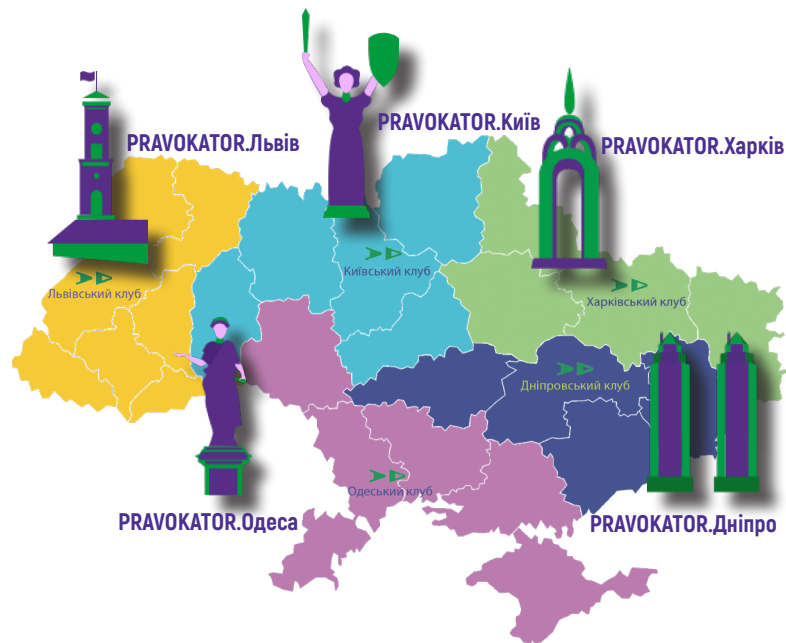 PRAVOKATOR.Київ
PRAVOKATOR.Львів
PRAVOKATOR.Харків
Київський клуб
Львівський клуб
Харківський клуб
Дніпровський клуб
Одеський клуб
PRAVOKATOR.Одеса
PRAVOKATOR.Дніпро